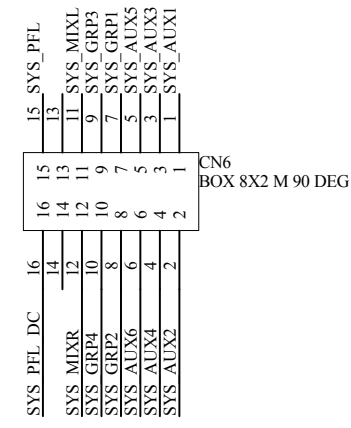 SYS_PFL
SYS_MIXL
SYS_GRP3
SYS_GRP1
SYS_AUX5
SYS_AUX3
SYS_AUX1
15 13 11 9 7 5 3 1
15 13 11 9 7 5 3 1
16 14 12 10 8 6 4 2
CN6
BOX 8X2 M 90 DEG
16 14 12 10 8 6 4 2
SYS_PFL_DC
SYS_MIXR
SYS_GRP4
SYS_GRP2
SYS_AUX6
SYS_AUX4
SYS_AUX2